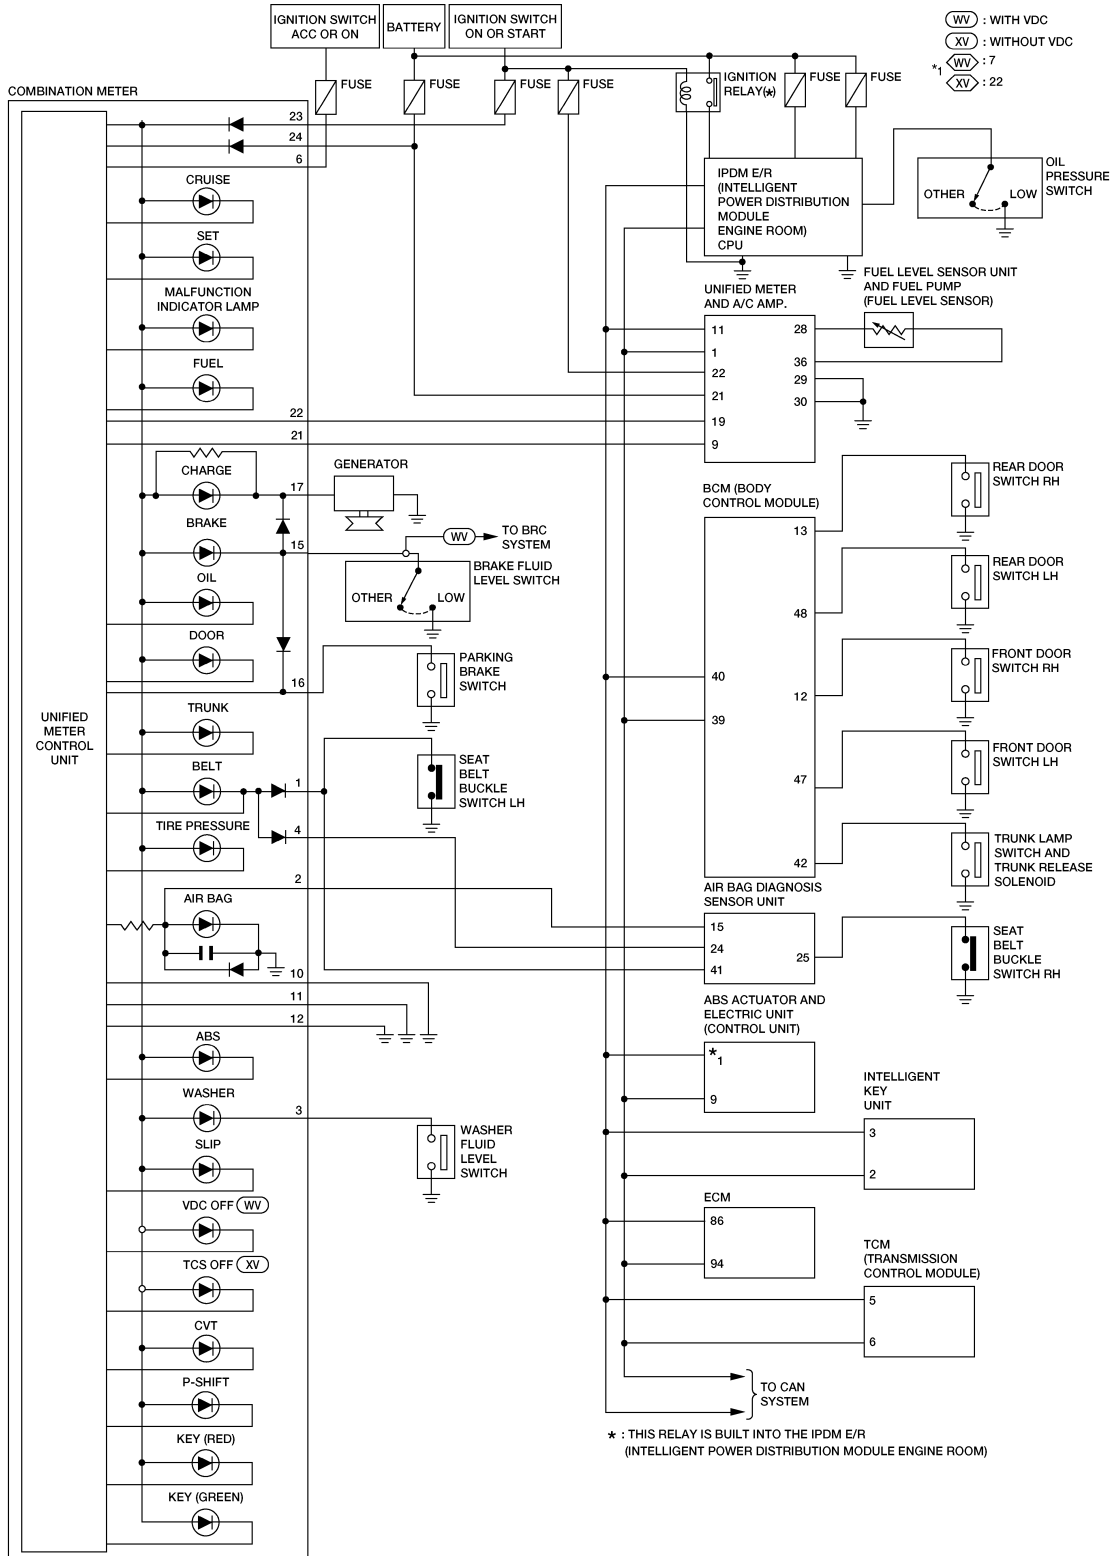 IGNITION SWITCH
ACC OR ON
BATTERY
IGNITION SWITCH
ON OR START
WV : WITH VDC
XV : WITHOUT VDC
*1 WV : 7
XV : 22
FUSE
FUSE
FUSE
FUSE
IGNITION
RELAY(*)
FUSE
FUSE
COMBINATION METER
23
24
6
UNIFIED
METER
CONTROL
UNIT
CRUISE
SET
MALFUNCTION
INDICATOR LAMP
FUEL
22
21
CHARGE
17
GENERATOR
BRAKE
15
WV
TO BRC
SYSTEM
BRAKE FLUID
LEVEL SWITCH
OTHER
LOW
OIL
DOOR
16
PARKING
BRAKE
SWITCH
TRUNK
BELT
1
4
SEAT
BELT
BUCKLE
SWITCH LH
TIRE PRESSURE
2
AIR BAG
10
11
12
ABS
WASHER
3
WASHER
FLUID
LEVEL
SWITCH
SLIP
VDC OFF WV
TCS OFF XV
CVT
P-SHIFT
KEY (RED)
KEY (GREEN)
IPDM E/R
(INTELLIGENT
POWER DISTRIBUTION
MODULE
ENGINE ROOM)
CPU
OIL
PRESSURE
SWITCH
OTHER
LOW
UNIFIED METER
AND A/C AMP.
11
1
22
21
19
9
28
36
29
30
FUEL LEVEL SENSOR UNIT
AND FUEL PUMP
(FUEL LEVEL SENSOR)
BCM (BODY
CONTROL MODULE)
40
39
13
48
12
47
42
REAR DOOR
SWITCH RH
REAR DOOR
SWITCH LH
FRONT DOOR
SWITCH RH
FRONT DOOR
SWITCH LH
TRUNK LAMP
SWITCH AND
TRUNK RELEASE
SOLENOID
AIR BAG DIAGNOSIS
SENSOR UNIT
15
24
41
25
SEAT
BELT
BUCKLE
SWITCH RH
ABS ACTUATOR AND
ELECTRIC UNIT
(CONTROL UNIT)
*1
9
INTELLIGENT
KEY
UNIT
3
2
ECM
86
94
TCM
(TRANSMISSION
CONTROL MODULE)
5
6
TO CAN
SYSTEM
* : THIS RELAY IS BUILT INTO THE IPDM E/R
(INTELLIGENT POWER DISTRIBUTION MODULE ENGINE ROOM)